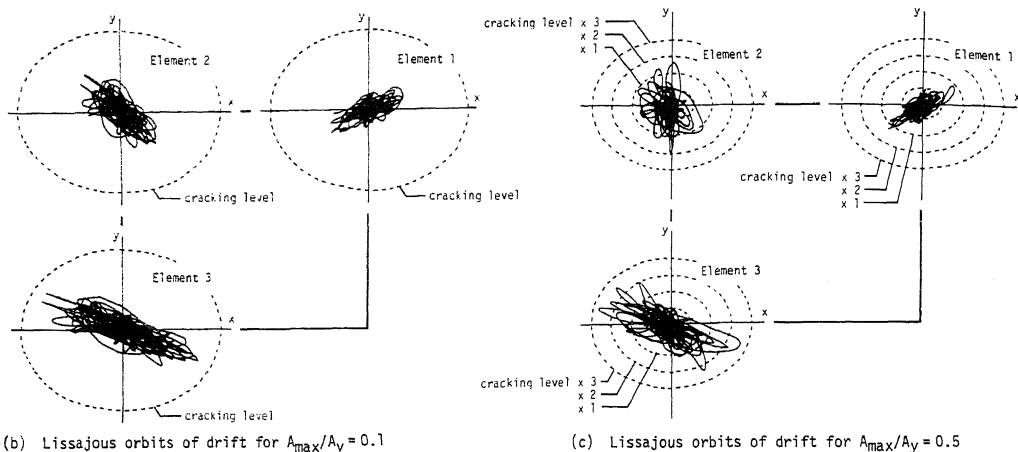 y
Element 2
x
cracking level
y
Element 1
x
cracking level
y
Element 3
x
cracking level
(b) Lissajous orbits of drift for Amax/Ay = 0.1
cracking level x 3
x 2
x 1
y
Element 2
x
y
Element 1
x
cracking level x 3
x 2
x 1
y
Element 3
x
cracking level x 3
x 2
x 1
(c) Lissajous orbits of drift for Amax/Ay = 0.5